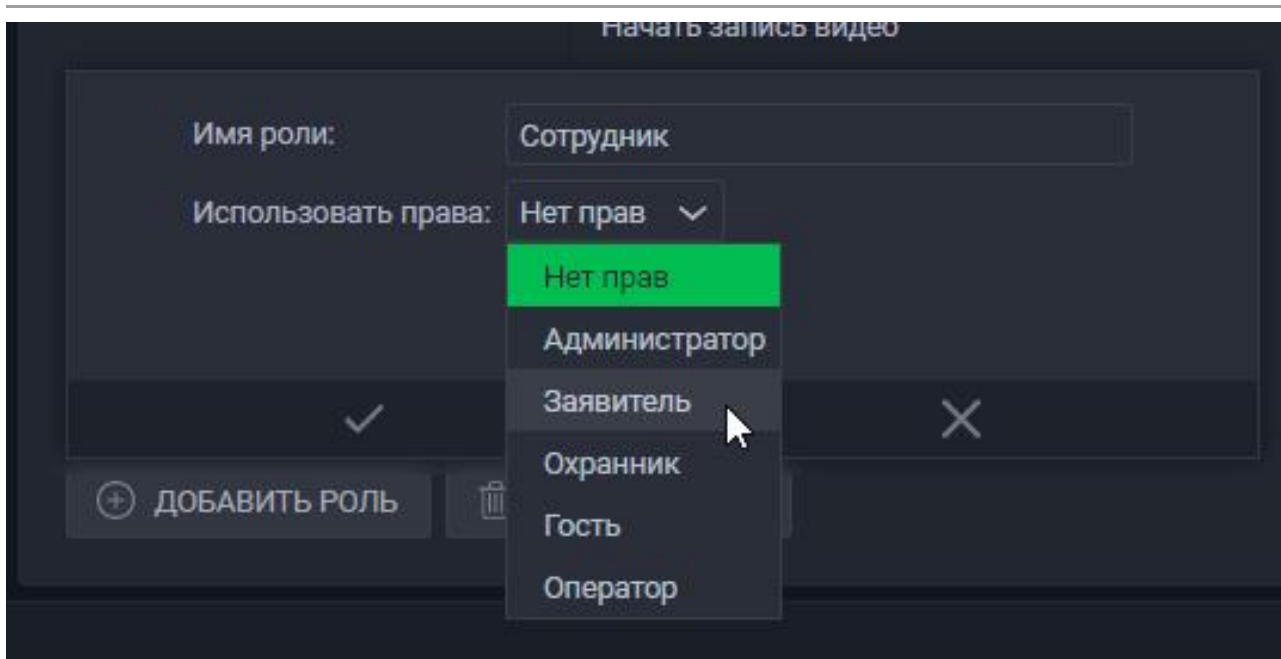 Начать запись видео
Имя роли: Сотрудник
Использовать права: Нет прав
Нет прав
Администратор
Заявитель
Охранник
Гость
Оператор
ДОБАВИТЬ РОЛЬ